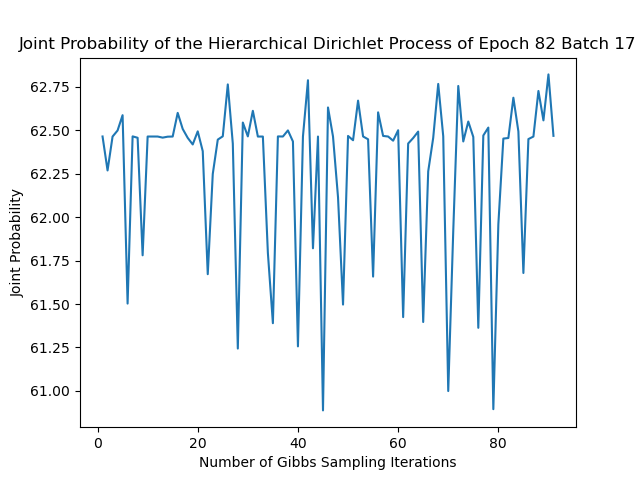 Joint Probability of the Hierarchical Dirichlet Process of Epoch 82 Batch 17
Joint Probability
62.75
62.50
62.25
62.00
61.75
61.50
61.25
61.00
0 20 40 60 80
Number of Gibbs Sampling Iterations